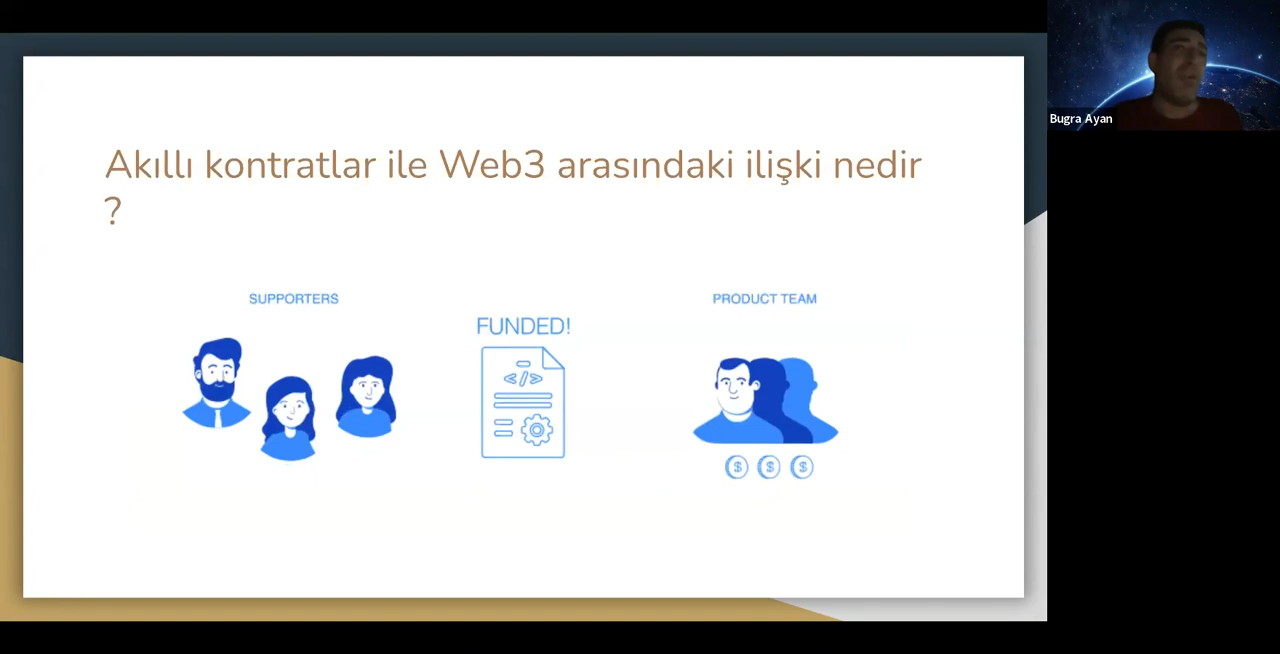 Akıllı kontratlar ile Web3 arasındaki ilişki nedir
?
SUPPORTERS
FUNDED!
</>
PRODUCT TEAM
$ $ $
Bugra Ayan